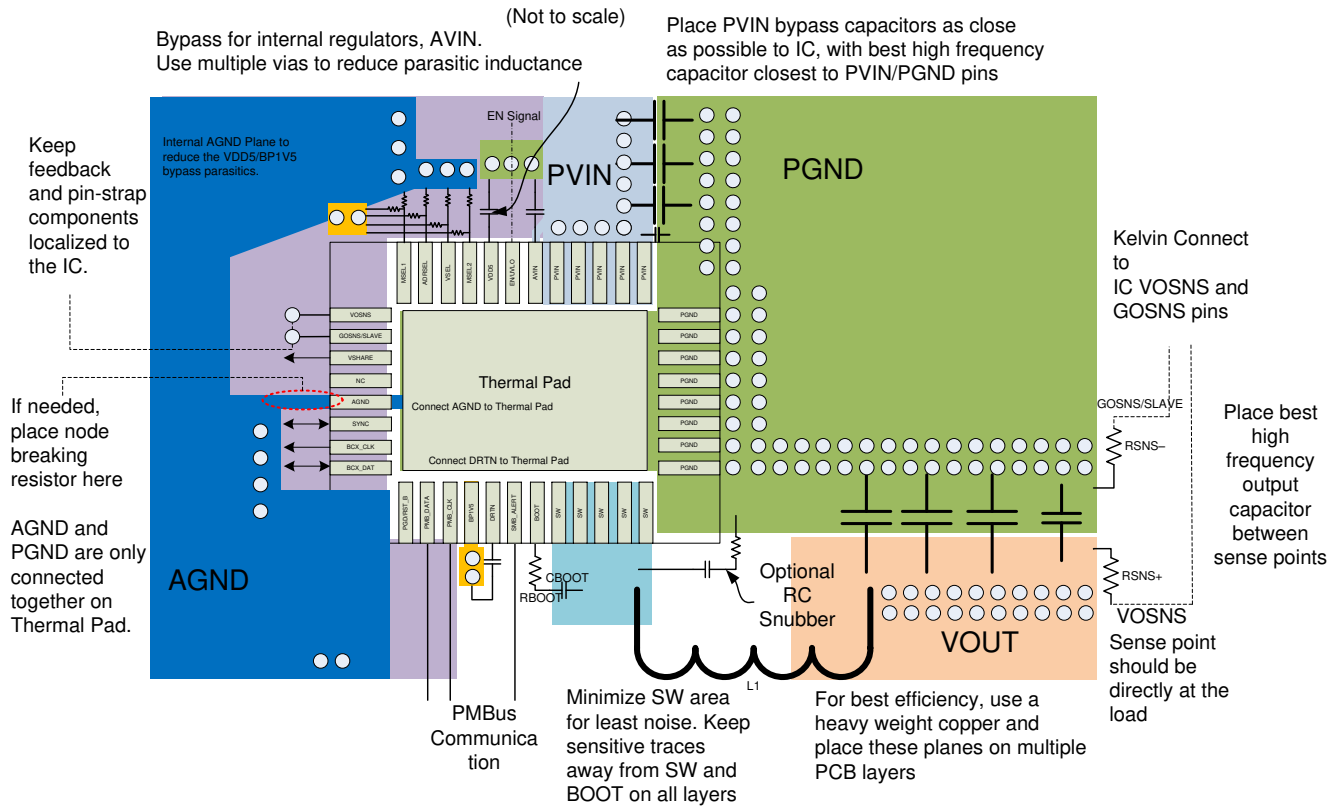 (Not to scale)
Bypass for internal regulators, AVIN.
Use multiple vias to reduce parasitic inductance
Place PVIN bypass capacitors as close
as possible to IC, with best high frequency
capacitor closest to PVIN/PGND pins
Keep
feedback
and pin-strap
components
localized to
the IC.
Internal AGND Plane to
reduce the VDD5/BP1V5
bypass parasitics.
EN Signal
PVIN
PGND
Kelvin Connect
to
IC VOSNS and
GOSNS pins
MSEL1
ADRSEL
VSEL
MSEL2
VDD5
EN/UVLO
AVIN
PVIN
PVIN
PVIN
PVIN
PVIN
VOSNS
GOSNS/SLAVE
VSHARE
NC
AGND
SYNC
BCX_CLK
BCX_DAT
Thermal Pad
Connect AGND to Thermal Pad
Connect DRTN to Thermal Pad
PGND
PGND
PGND
PGND
PGND
PGND
PGND
PGND
If needed,
place node
breaking
resistor here
AGND and
PGND are only
connected
together on
Thermal Pad.
GOSNS/SLAVE
RSNS–
Place best
high
frequency
output
capacitor
between
sense points
PGD/RST_B
PMB_DATA
PMB_CLK
BP1V5
DRTN
SMB_ALERT
BOOT
SW
SW
SW
SW
SW
AGND
CBOOT
RBOOT
Optional
RC
Snubber
RSNS+
VOUT
VOSNS
Sense point
should be
directly at the
load
L1
PMBus
Communica
tion
Minimize SW area
for least noise. Keep
sensitive traces
away from SW and
BOOT on all layers
For best efficiency, use a
heavy weight copper and
place these planes on multiple
PCB layers